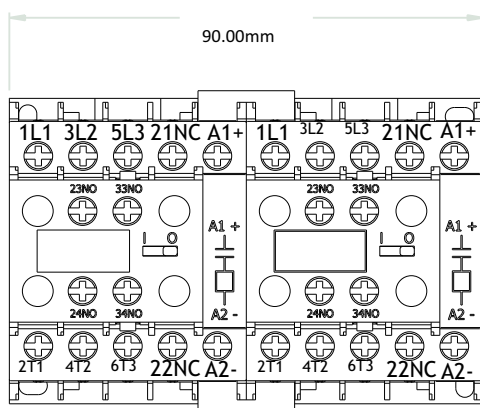 90.00mm
1L1 3L2 5L3 21NC A1+ 1L1 3L2 5L3 21NC A1+
23NO 33NO 23NO 33NO
A1 + A1 +
I O I O
A2 - A2 -
24NO 34NO 24NO 34NO
2T1 4T2 6T3 22NC A2- 2T1 4T2 6T3 22NC A2-